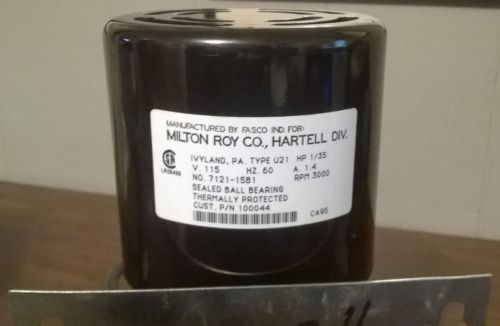 MANUFACTURED BY FASCO IND. FOR:
MILTON ROY CO., HARTELL DIV.
IVYLAND, PA. TYPE U21 HP 1/35
V. 115 HZ. 60 A. 1.4
NO. 7121-1581 RPM 3000
SEALED BALL BEARING
THERMALLY PROTECTED
CUST. P/N 100044
CA95